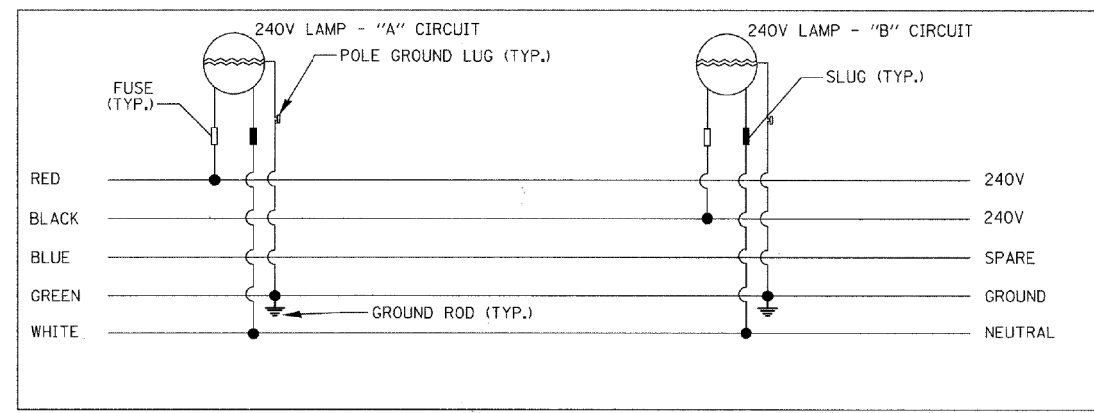 240V LAMP - "A" CIRCUIT
240V LAMP - "B" CIRCUIT
POLE GROUND LUG (TYP.)
SLUG (TYP.)
FUSE
(TYP.)
RED
240V
BLACK
240V
BLUE
SPARE
GREEN
GROUND
GROUND ROD (TYP.)
WHITE
NEUTRAL